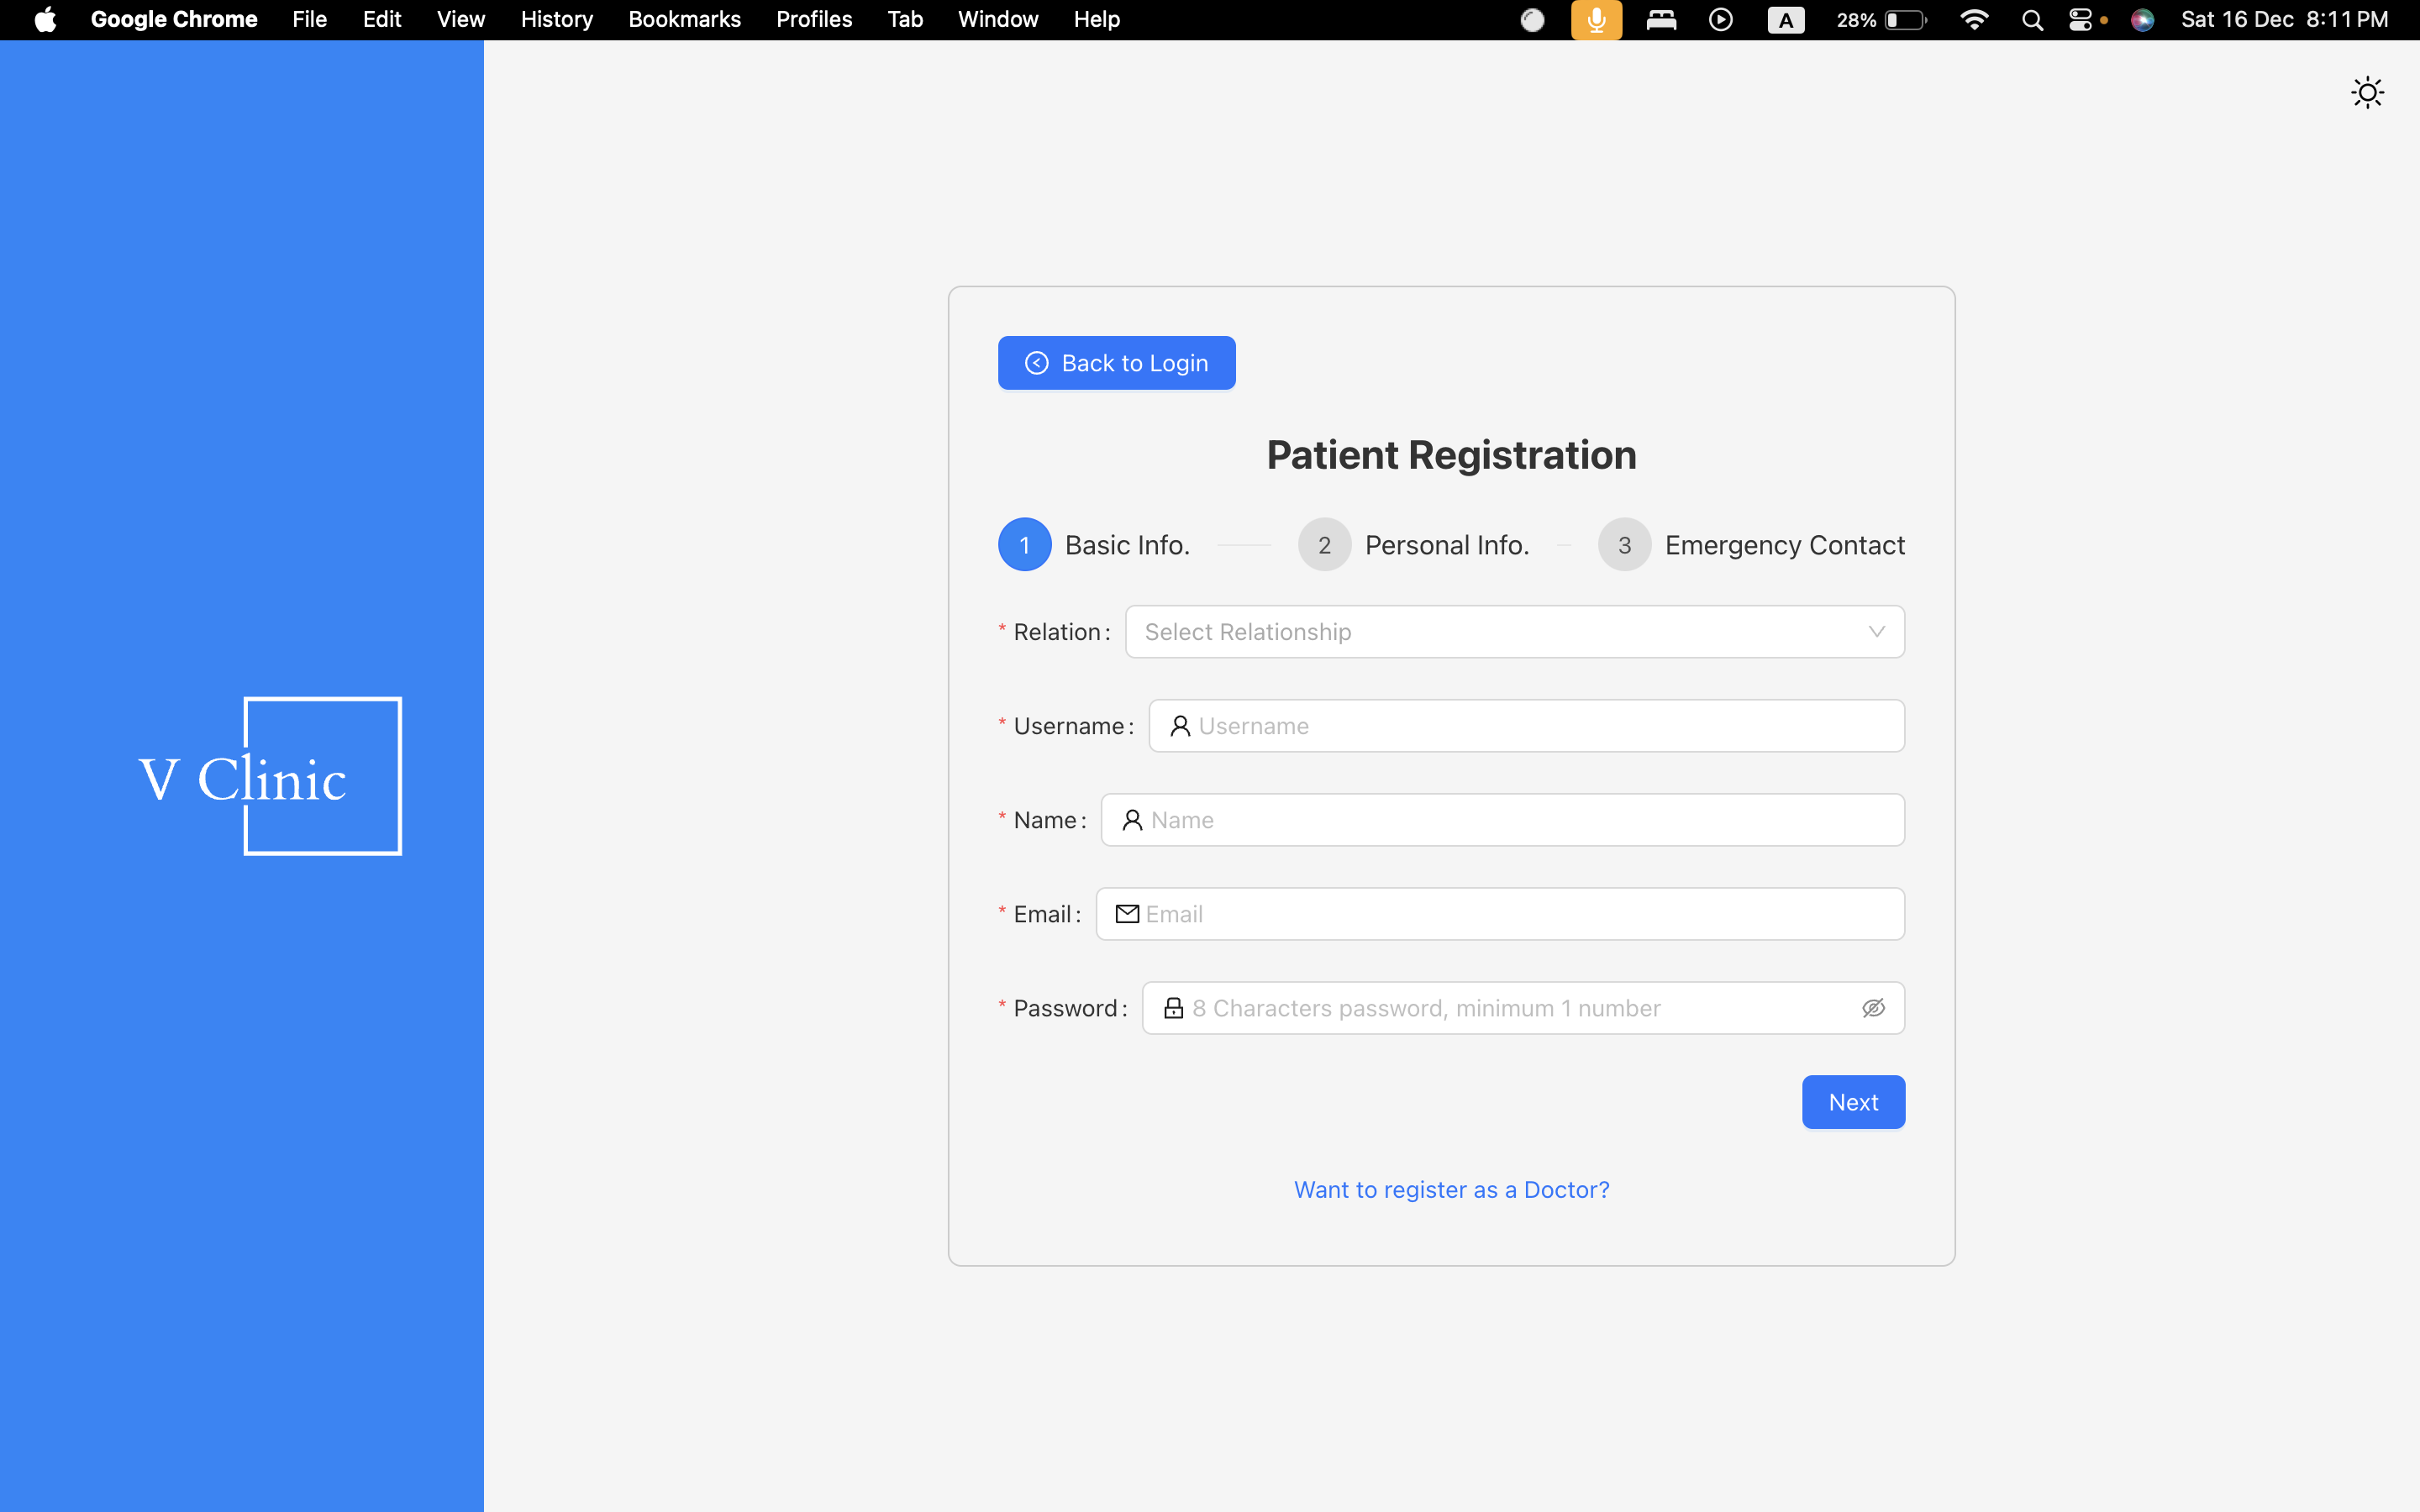 Google Chrome File Edit View History Bookmarks Profiles Tab Window Help A 28% Sat 16 Dec 8:11 PM
Back to Login
Patient Registration
1 Basic Info. 2 Personal Info. 3 Emergency Contact
* Relation: Select Relationship
* Username: Username
V Clinic
* Name: Name
* Email: Email
* Password: 8 Characters password, minimum 1 number
Next
Want to register as a Doctor?